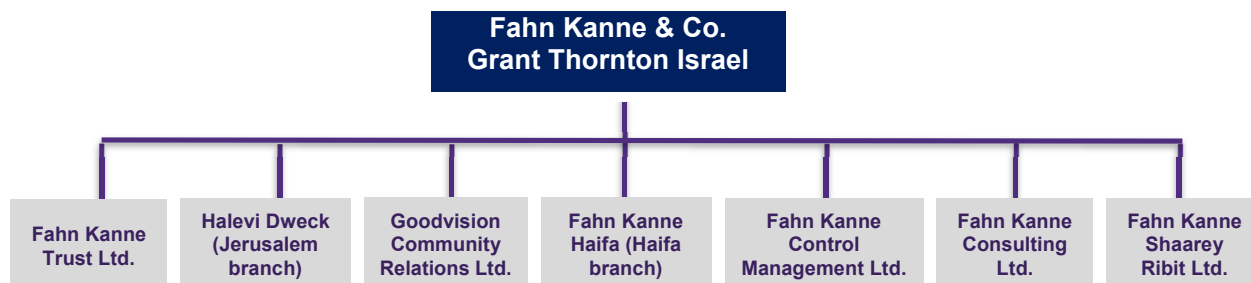 Fahn Kanne & Co.
Grant Thornton Israel
Fahn Kanne
Trust Ltd.
Halevi Dweck
(Jerusalem
branch)
Goodvision
Community
Relations Ltd.
Fahn Kanne
Haifa (Haifa
branch)
Fahn Kanne
Control
Management Ltd.
Fahn Kanne
Consulting
Ltd.
Fahn Kanne
Shaarey
Ribit Ltd.